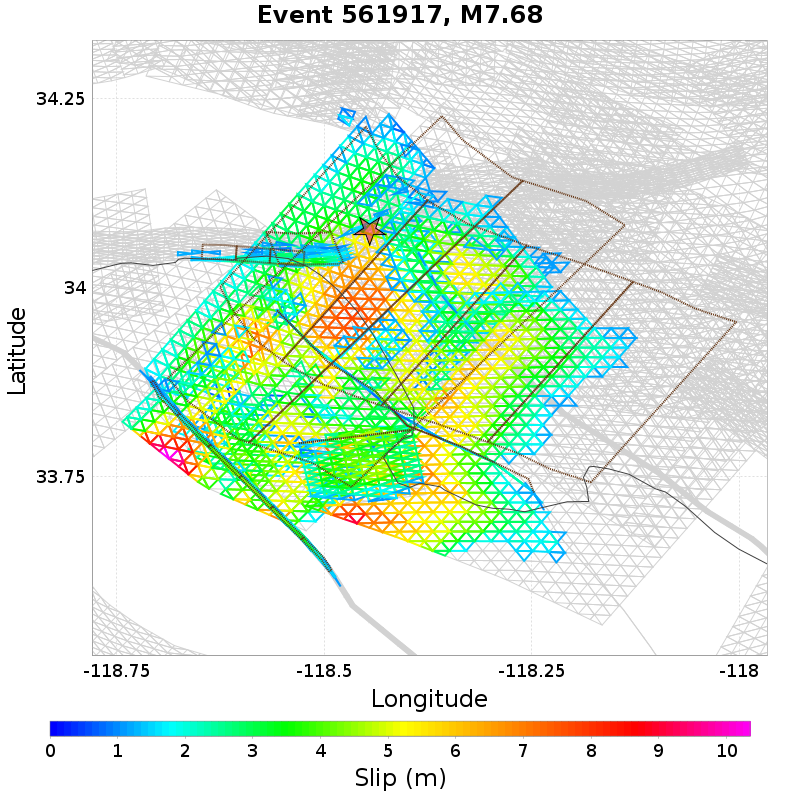 Event 561917, M7.68
34.25
34
33.75
Latitude
-118.75 -118.5 -118.25 -118
Longitude
0 1 2 3 4 5 6 7 8 9 10
Slip (m)